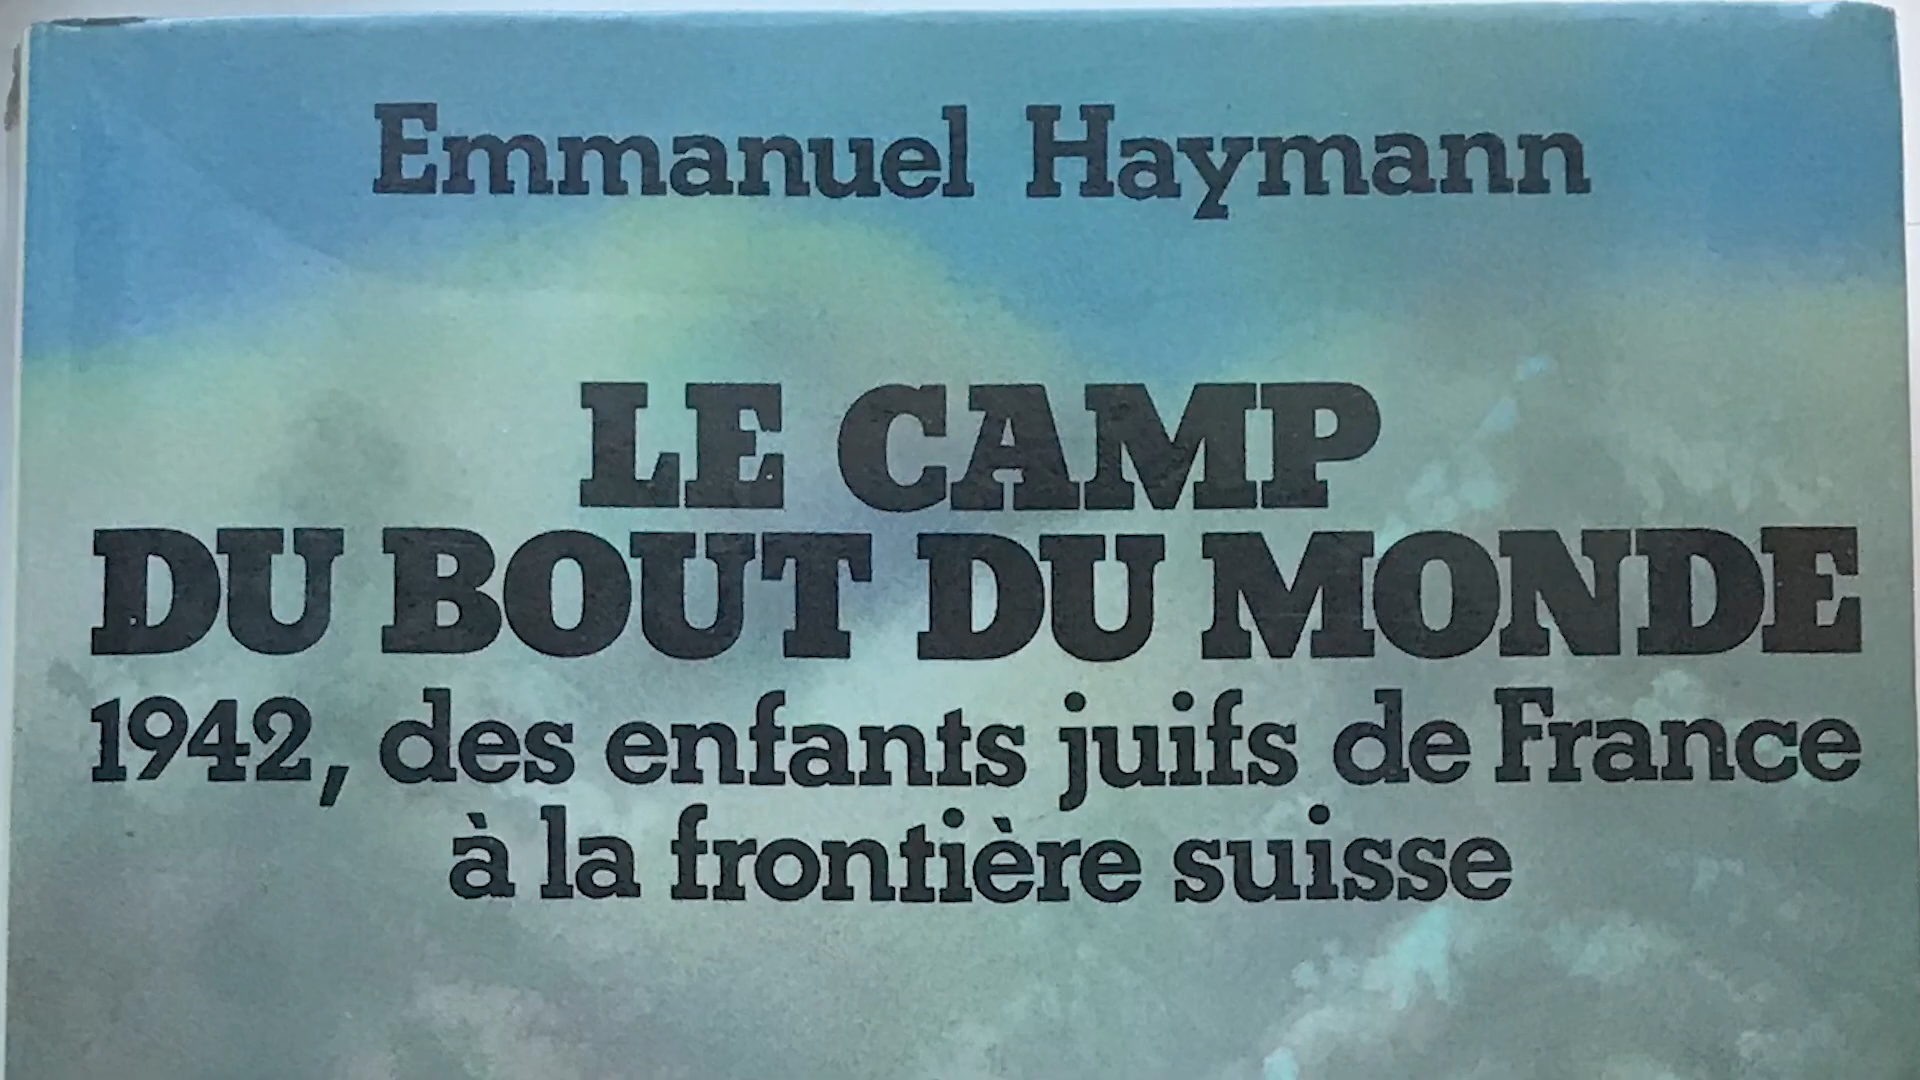 Emmanuel Haymann
LE CAMP
DU BOUT DU MONDE
1942, des enfants juifs de France
à la frontière suisse